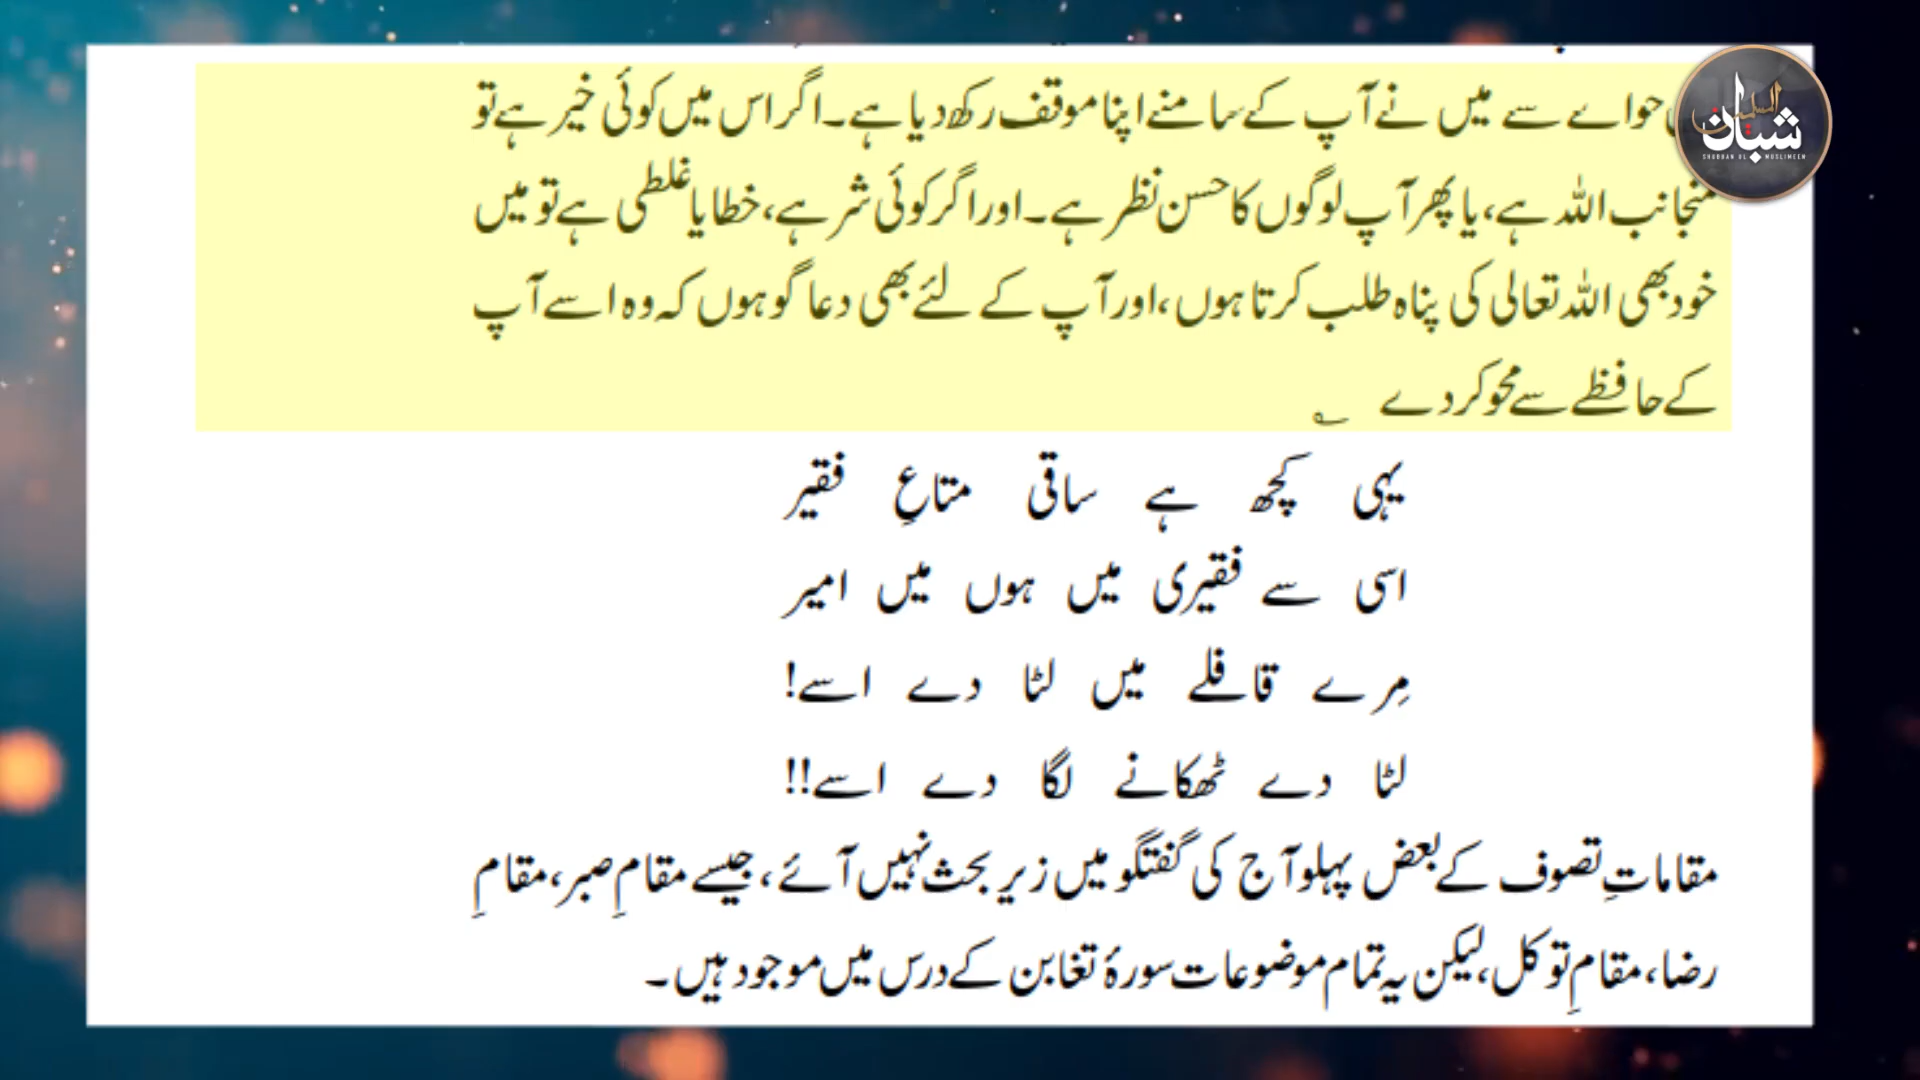 حوالے سے میں نے آپ کے سامنے اپنا موقف رکھ دیا ہے۔ اگر اس میں کوئی خیر ہے تو
منجانب اللہ ہے، یا پھر آپ لوگوں کا حسن نظر ہے۔ اور اگر کوئی شر ہے، خطا یا غلطی ہے تو میں
خود بھی اللہ تعالی کی پناہ طلب کرتا ہوں، اور آپ کے لئے بھی دعا گو ہوں کہ وہ اسے آپ
کے حافظے سے محو کر دے ؎
یہی کچھ ہے ساقی متاعِ فقیر
اسی سے فقیری میں ہوں میں امیر
مِرے قافلے میں لٹا دے اسے!
لٹا دے ٹھکانے لگا دے اسے!!
مقاماتِ تصوف کے بعض پہلو آج کی گفتگو میں زیرِ بحث نہیں آئے، جیسے مقامِ صبر، مقامِ
رضا، مقامِ توکل، لیکن یہ تمام موضوعات سورۂ تغابن کے درس میں موجود ہیں۔
شبان المسلمین
SHUBBAN UL MUSLIMEEN